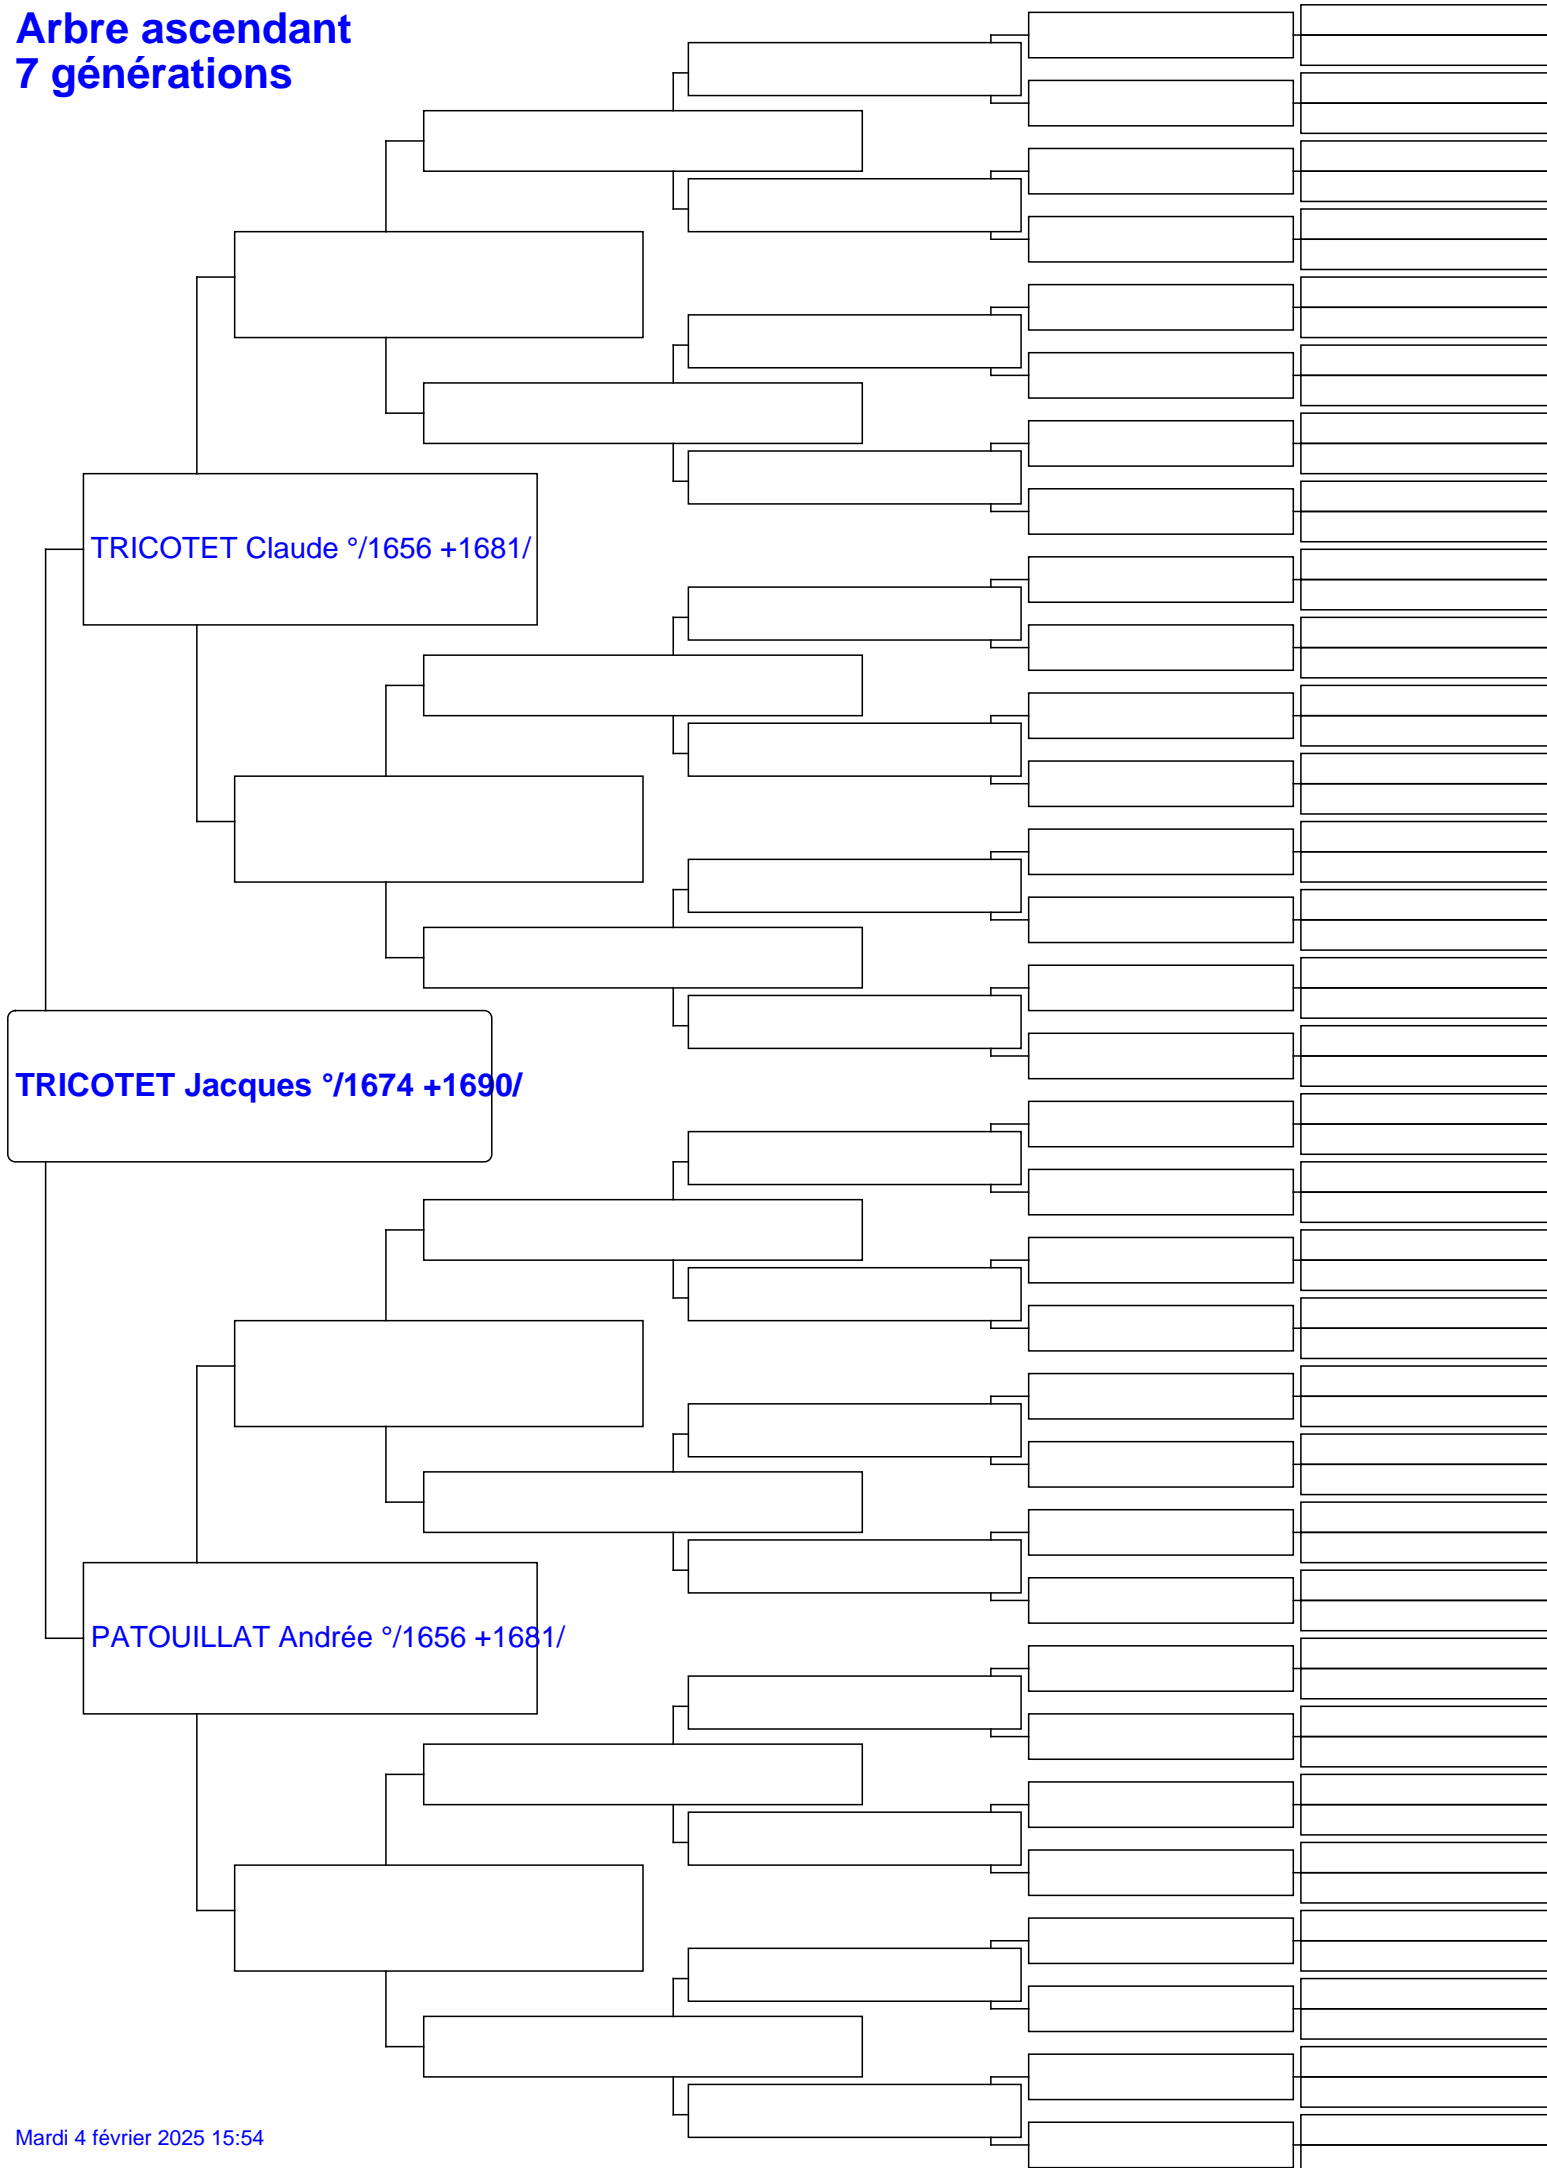 Arbre ascendant
7 générations
TRICOTET Claude °/1656 +1681/
TRICOTET Jacques °/1674 +1690/
PATOUILLAT Andrée °/1656 +1681/
Mardi 4 février 2025 15:54